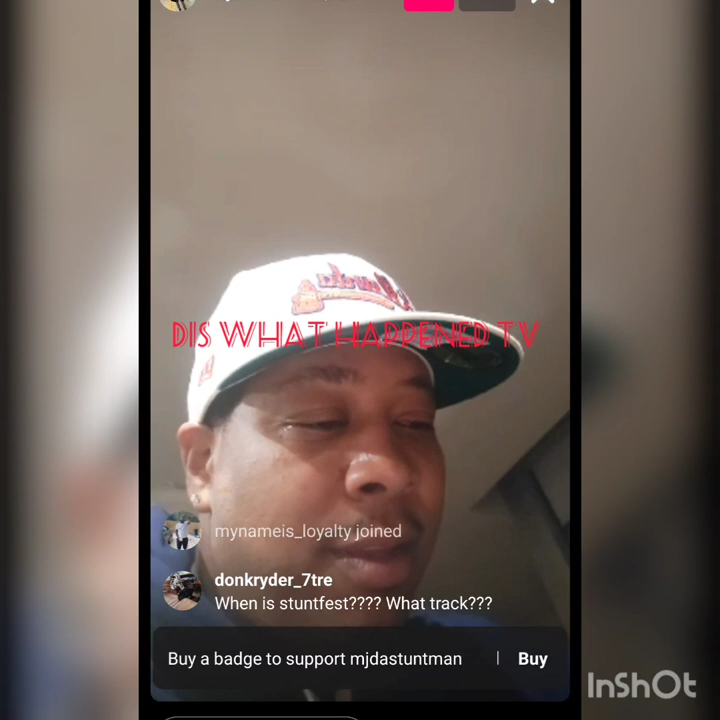 Braves
DIS WHAT HAPPENED TV
mynameis_loyalty joined
donkryder_7tre
When is stuntfest???? What track???
Buy a badge to support mjdastuntman | Buy
InShOt